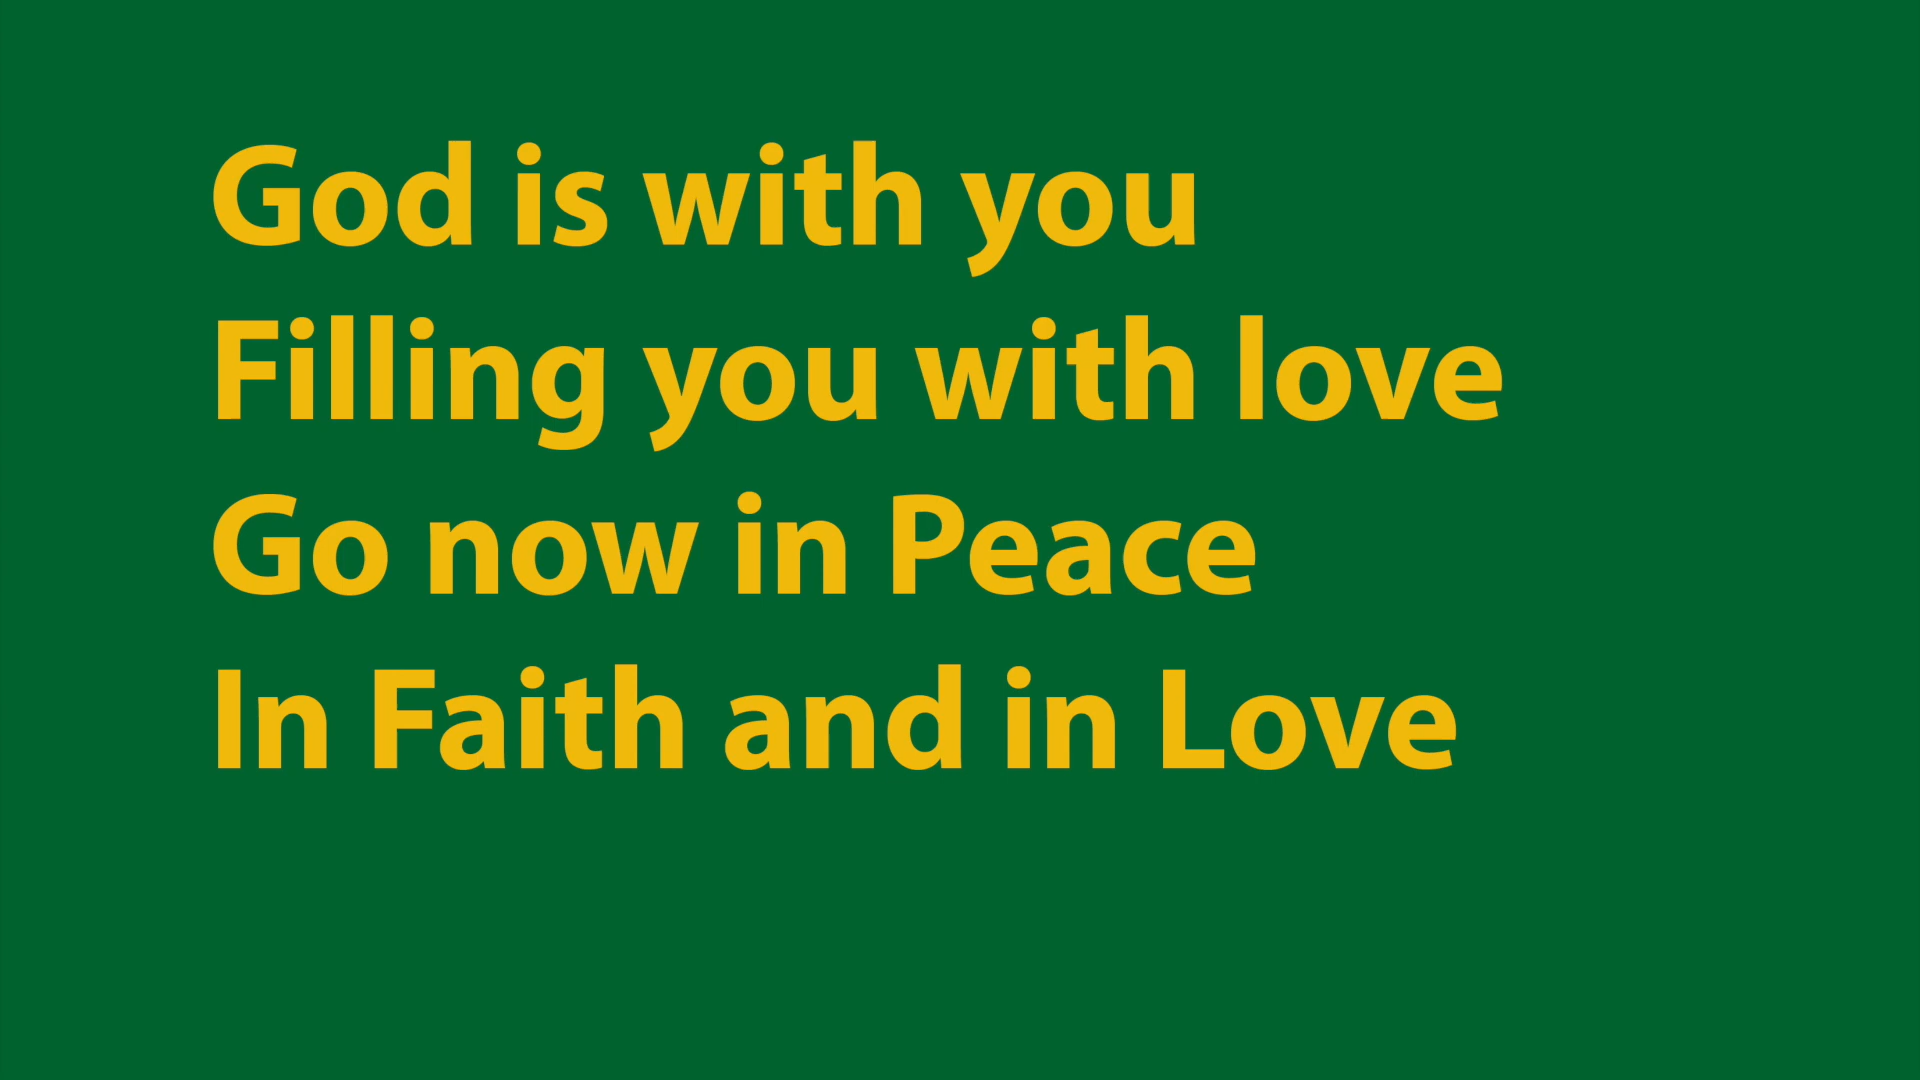 God is with you
Filling you with love
Go now in Peace
In Faith and in Love